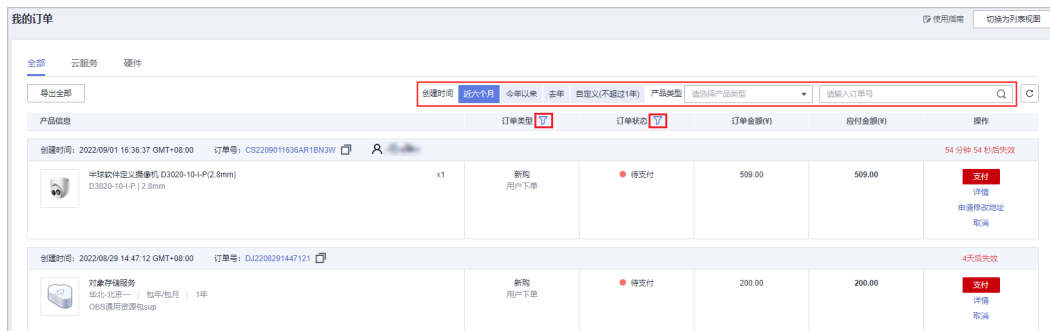 我的订单 使用指南 切换为列表视图
全部 云服务 硬件
导出全部 创建时间 近六个月 今年以来 去年 自定义(不超过1年) 产品类型 请选择产品类型 请输入订单号
产品信息 订单类型 订单状态 订单金额(¥) 应付金额(¥) 操作
创建时间：2022/09/01 16:36:37 GMT+08:00 订单号：CS2209011636AR1BN3W 54 分钟 54 秒后失效
半球软件定义摄像机 D3020-10-I-P(2.8mm) x1 新购 待支付 509.00 509.00 支付
D3020-10-I-P | 2.8mm 用户下单 详情
申请修改地址
取消
创建时间：2022/08/29 14:47:12 GMT+08:00 订单号：DJ2208291447121 4天后失效
对象存储服务 新购 待支付 200.00 200.00 支付
华北-北京一 | 包年/包月 | 1年 用户下单 详情
OBS通用资源包sup 取消